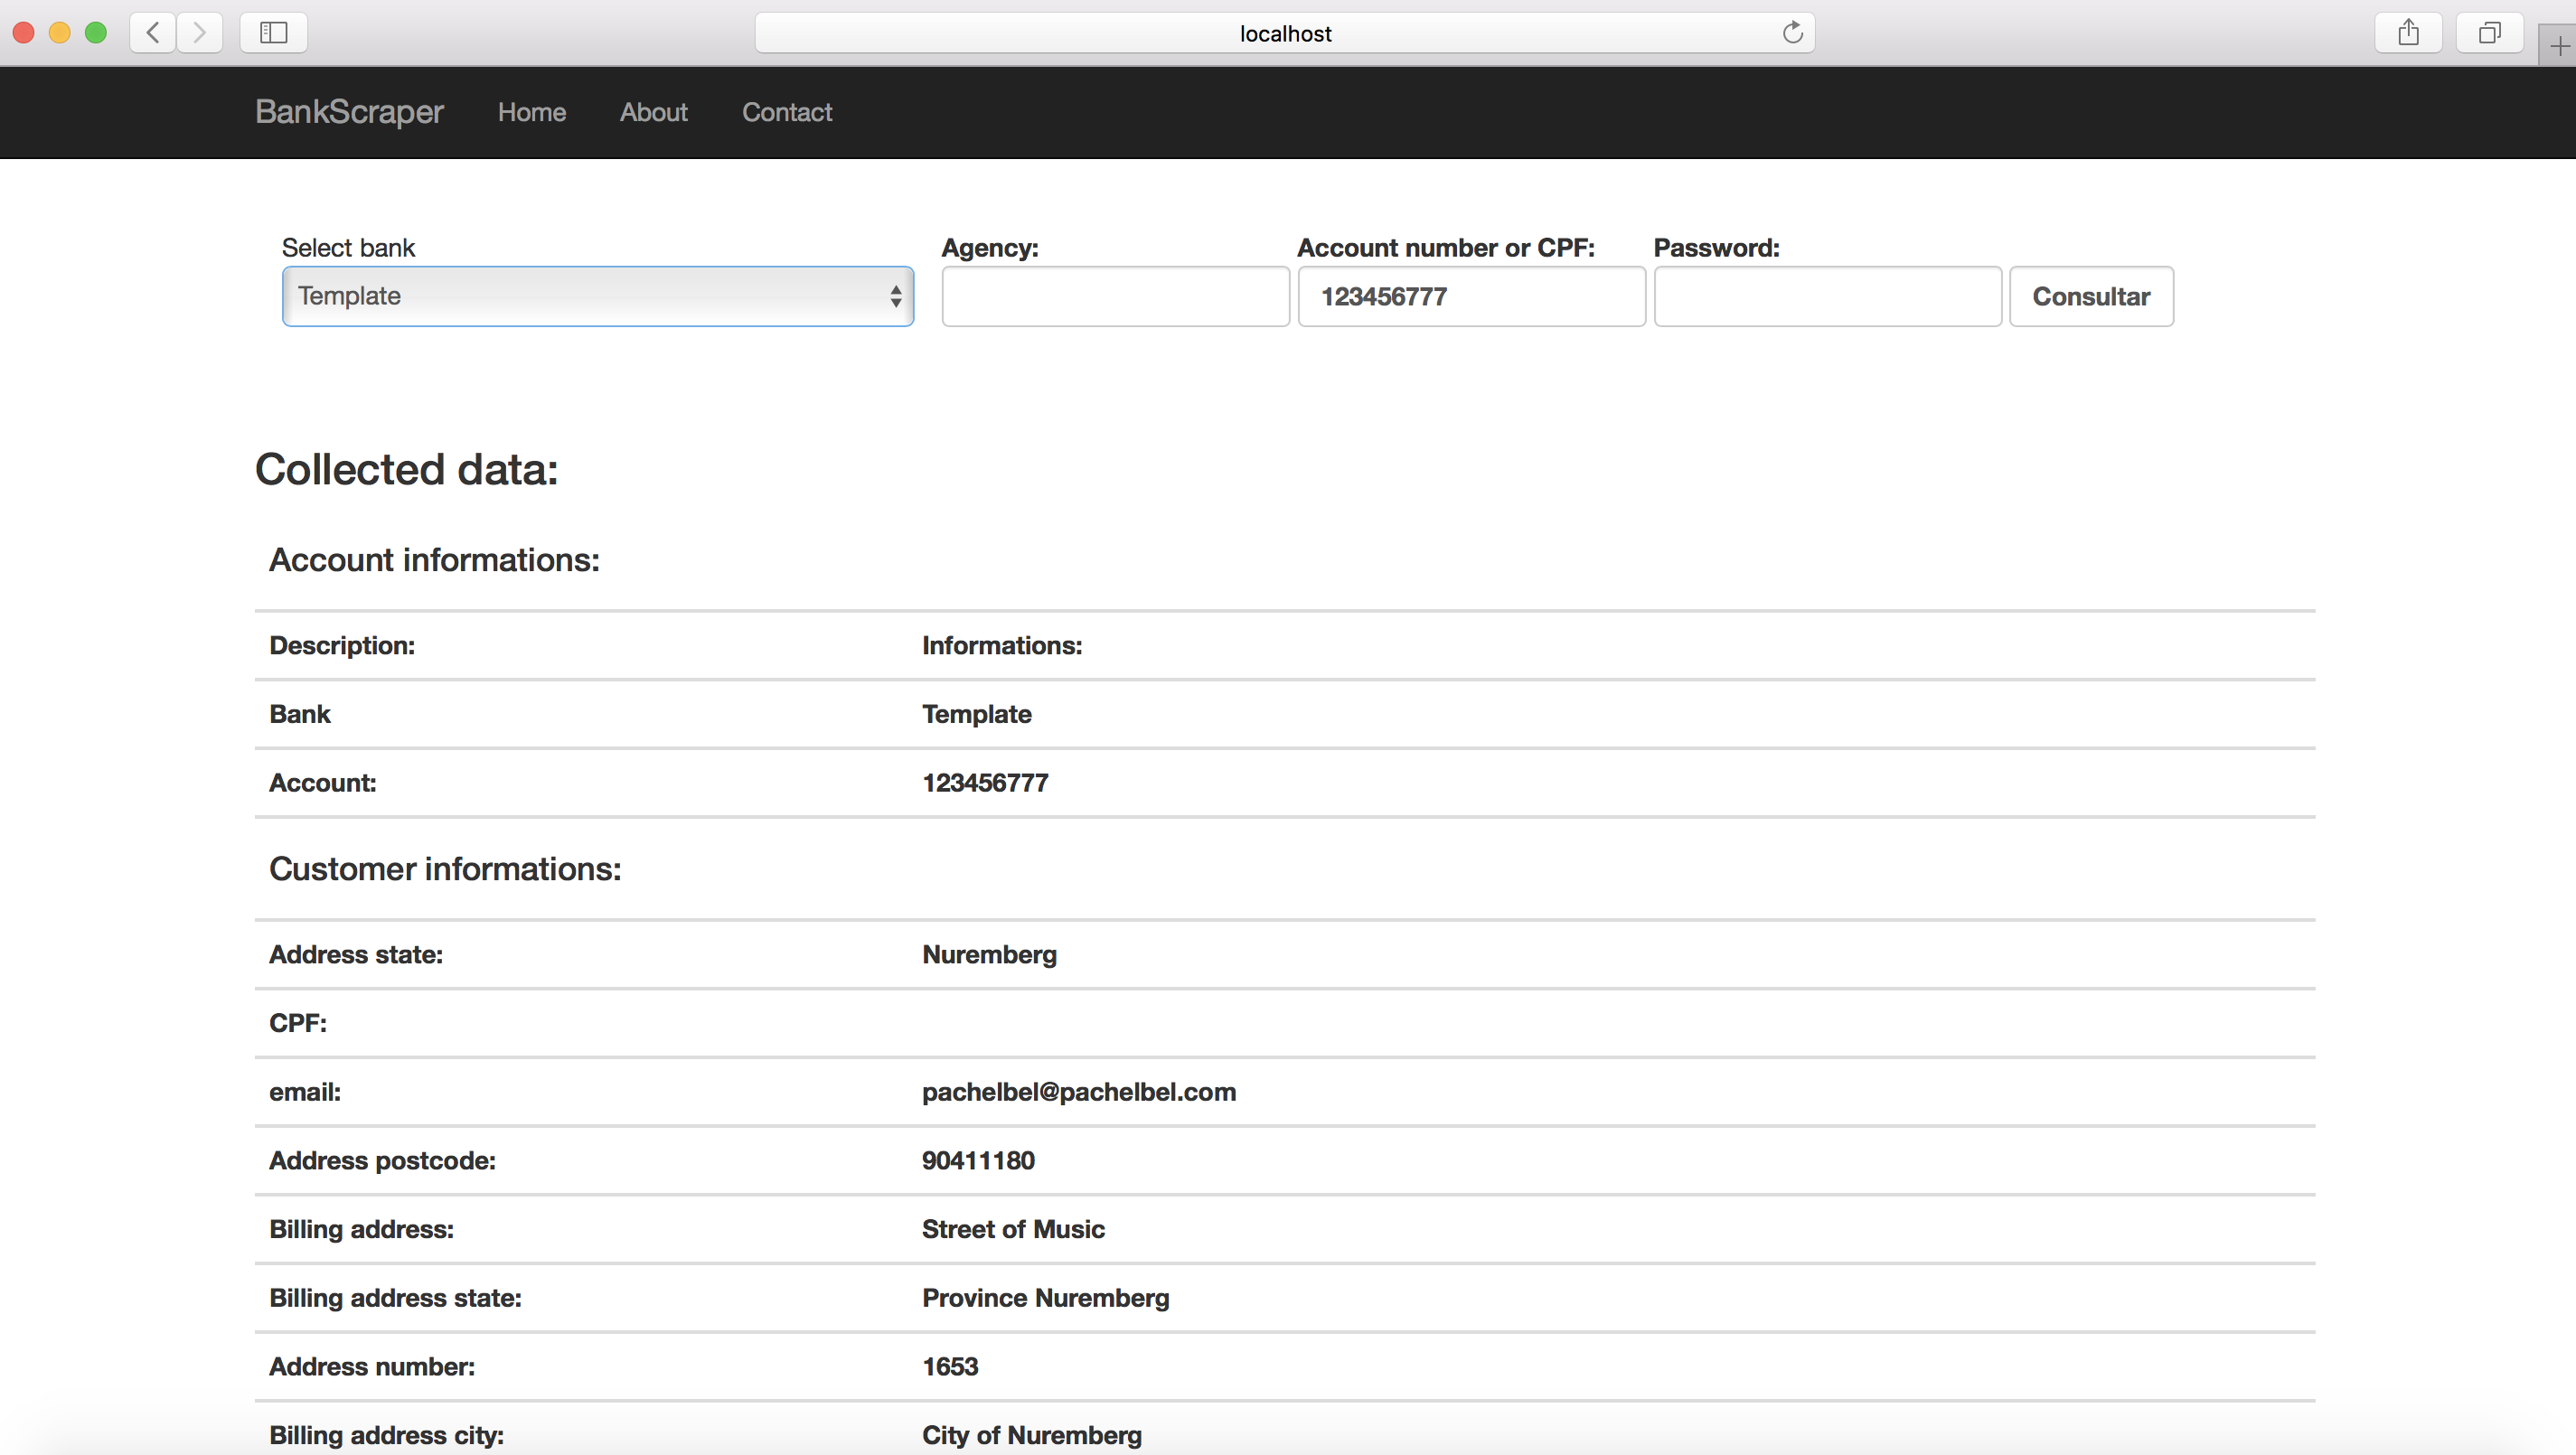 localhost
BankScraper Home About Contact
Select bank Agency: Account number or CPF: Password:
Template 123456777 Consultar
Collected data:
Account informations:
Description: Informations:
Bank Template
Account: 123456777
Customer informations:
Address state: Nuremberg
CPF:
email: pachelbel@pachelbel.com
Address postcode: 90411180
Billing address: Street of Music
Billing address state: Province Nuremberg
Address number: 1653
Billing address city: City of Nuremberg